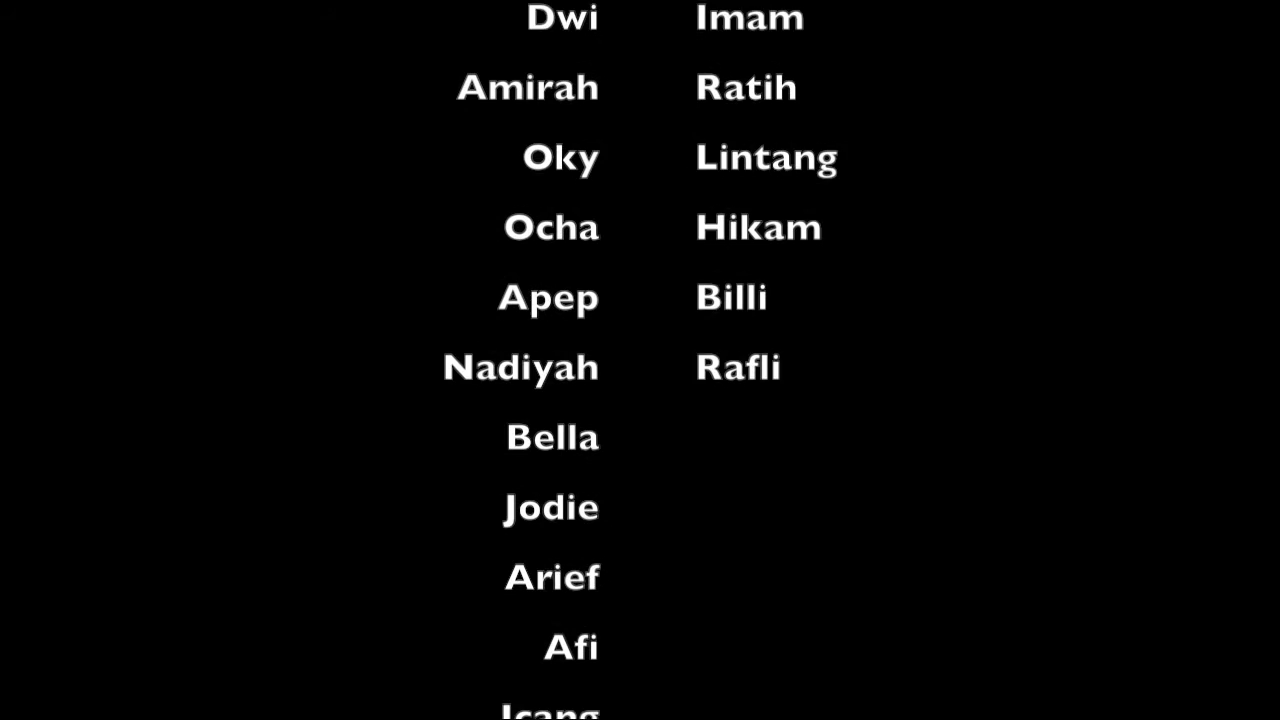 Dwi Imam
Amirah Ratih
Oky Lintang
Ocha Hikam
Apep Billi
Nadiyah Rafli
Bella
Jodie
Arief
Afi